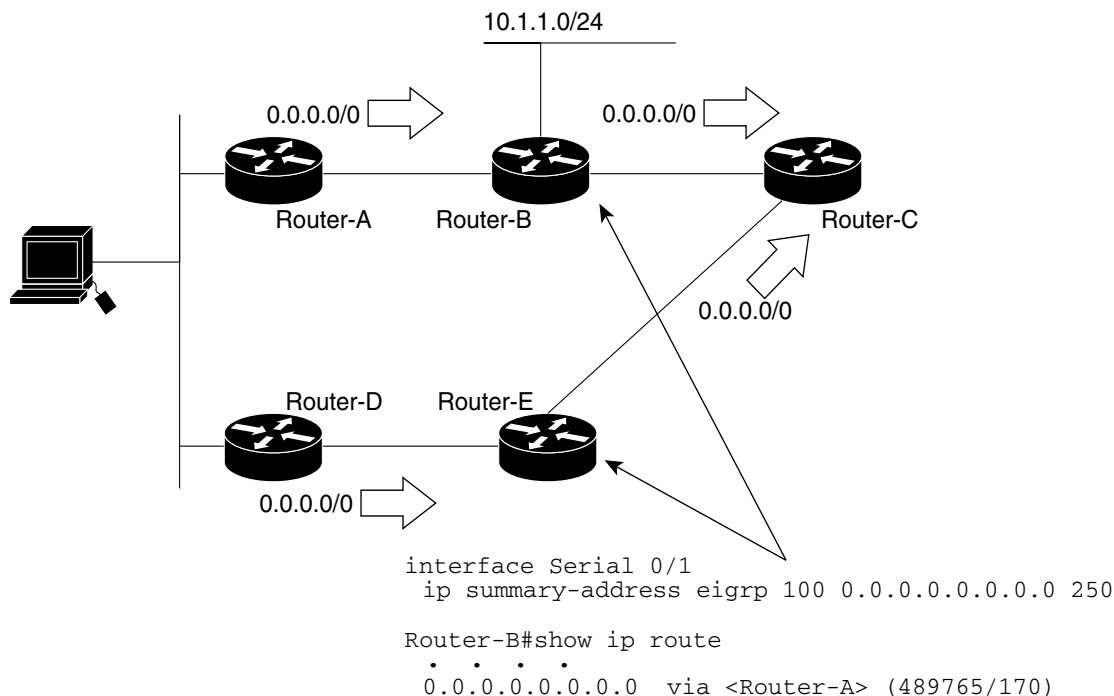 10.1.1.0/24
0.0.0.0/0
0.0.0.0/0
Router-A
Router-B
Router-C
0.0.0.0/0
Router-D
Router-E
0.0.0.0/0
interface Serial 0/1
ip summary-address eigrp 100 0.0.0.0.0.0.0.0 250
Router-B#show ip route
• • • •
0.0.0.0.0.0.0.0 via <Router-A> (489765/170)